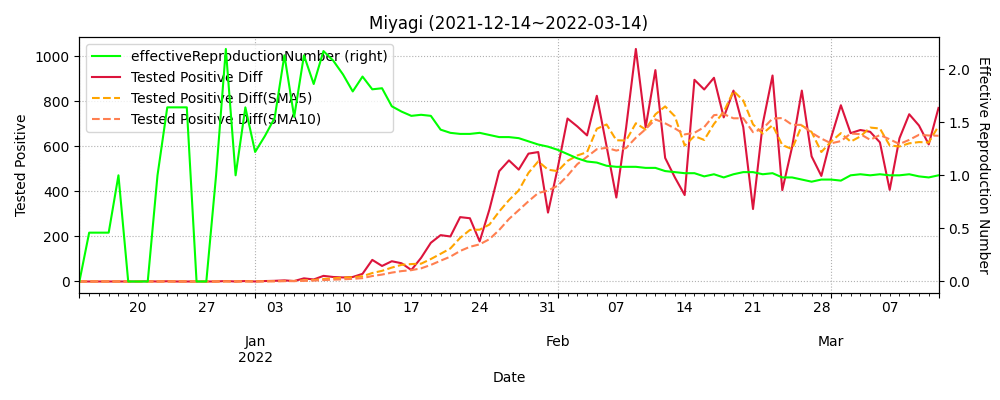 Miyagi (2021-12-14~2022-03-14)
effectiveReproductionNumber (right)
Tested Positive Diff
Tested Positive Diff(SMA5)
Tested Positive Diff(SMA10)
Tested Positive
1000
800
600
400
200
0
Effective Reproduction Number
2.0
1.5
1.0
0.5
0.0
20 27 03 10 17 24 31 07 14 21 28 07
Jan Feb Mar
2022
Date